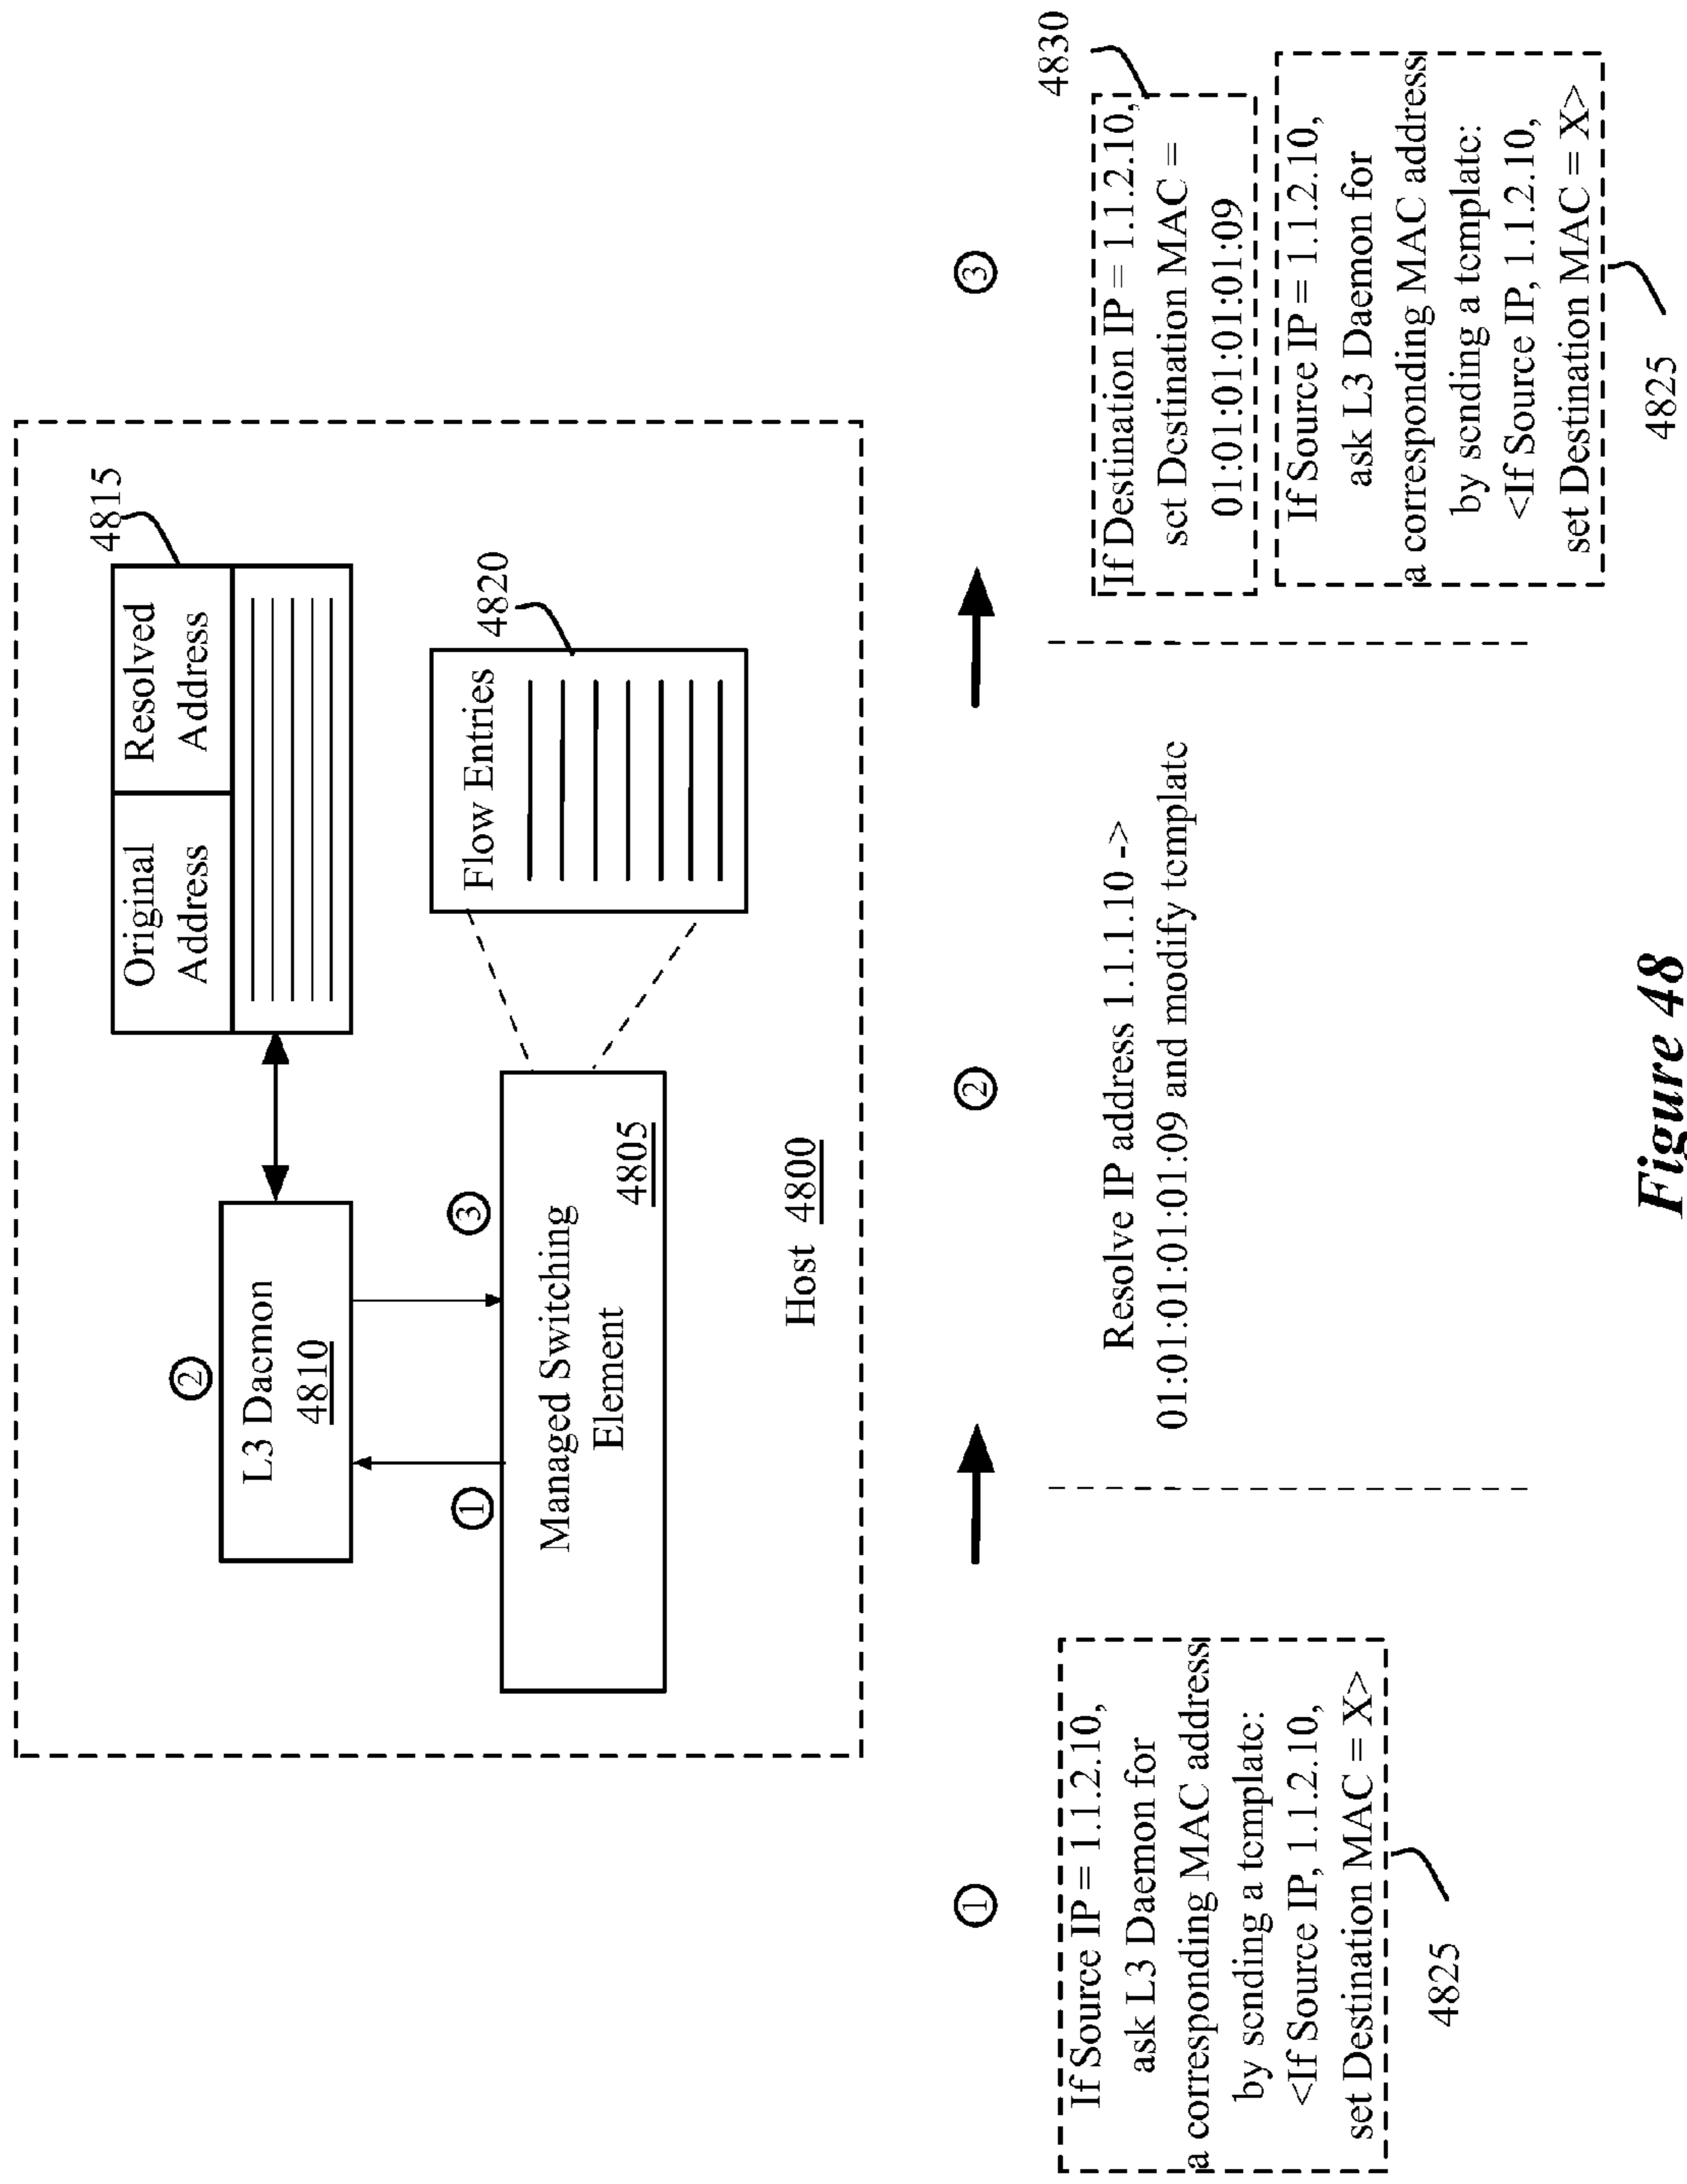 4815
Original
Address
Resolved
Address
②
L3 Daemon
4810
4820
Flow Entries
①
③
Managed Switching
Element
4805
Host 4800
①
If Source IP = 1.1.2.10,
ask L3 Daemon for
a corresponding MAC address
by sending a template:
<If Source IP, 1.1.2.10,
set Destination MAC = X>
4825
②
Resolve IP address 1.1.1.10 ->
01:01:01:01:01:09 and modify template
③
4830
If Destination IP = 1.1.2.10,
set Destination MAC =
01:01:01:01:01:09
If Source IP = 1.1.2.10,
ask L3 Daemon for
a corresponding MAC address
by sending a template:
<If Source IP, 1.1.2.10,
set Destination MAC = X>
4825
Figure 48